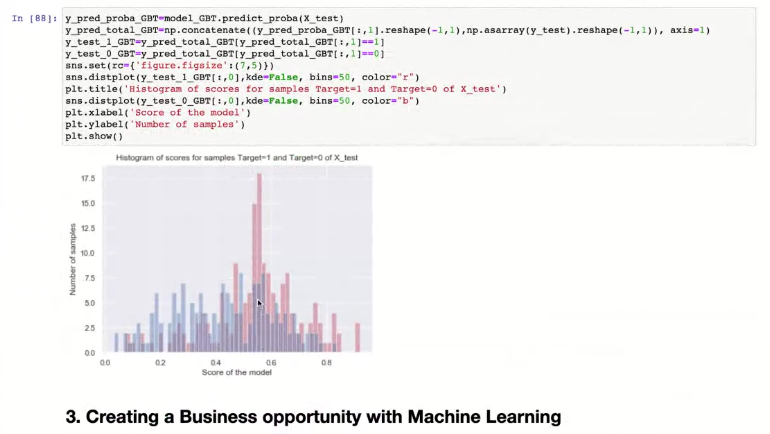 In [88]: y_pred_proba_GBT=model_GBT.predict_proba(X_test)
y_pred_total_GBT=np.concatenate((y_pred_proba_GBT[:,1].reshape(-1,1),np.asarray(y_test).reshape(-1,1)), axis=1)
y_test_1_GBT=y_pred_total_GBT[y_pred_total_GBT[:,1]==1]
y_test_0_GBT=y_pred_total_GBT[y_pred_total_GBT[:,1]==0]
sns.set(rc={'figure.figsize':(7,5)})
sns.distplot(y_test_1_GBT[:,0],kde=False, bins=50, color="r")
plt.title('Histogram of scores for samples Target=1 and Target=0 of X_test')
sns.distplot(y_test_0_GBT[:,0],kde=False, bins=50, color="b")
plt.xlabel('Score of the model')
plt.ylabel('Number of samples')
plt.show()
Histogram of scores for samples Target=1 and Target=0 of X_test
17.5
15.0
12.5
10.0
7.5
5.0
2.5
0.0
Number of samples
0.0 0.2 0.4 0.6 0.8
Score of the model
3. Creating a Business opportunity with Machine Learning